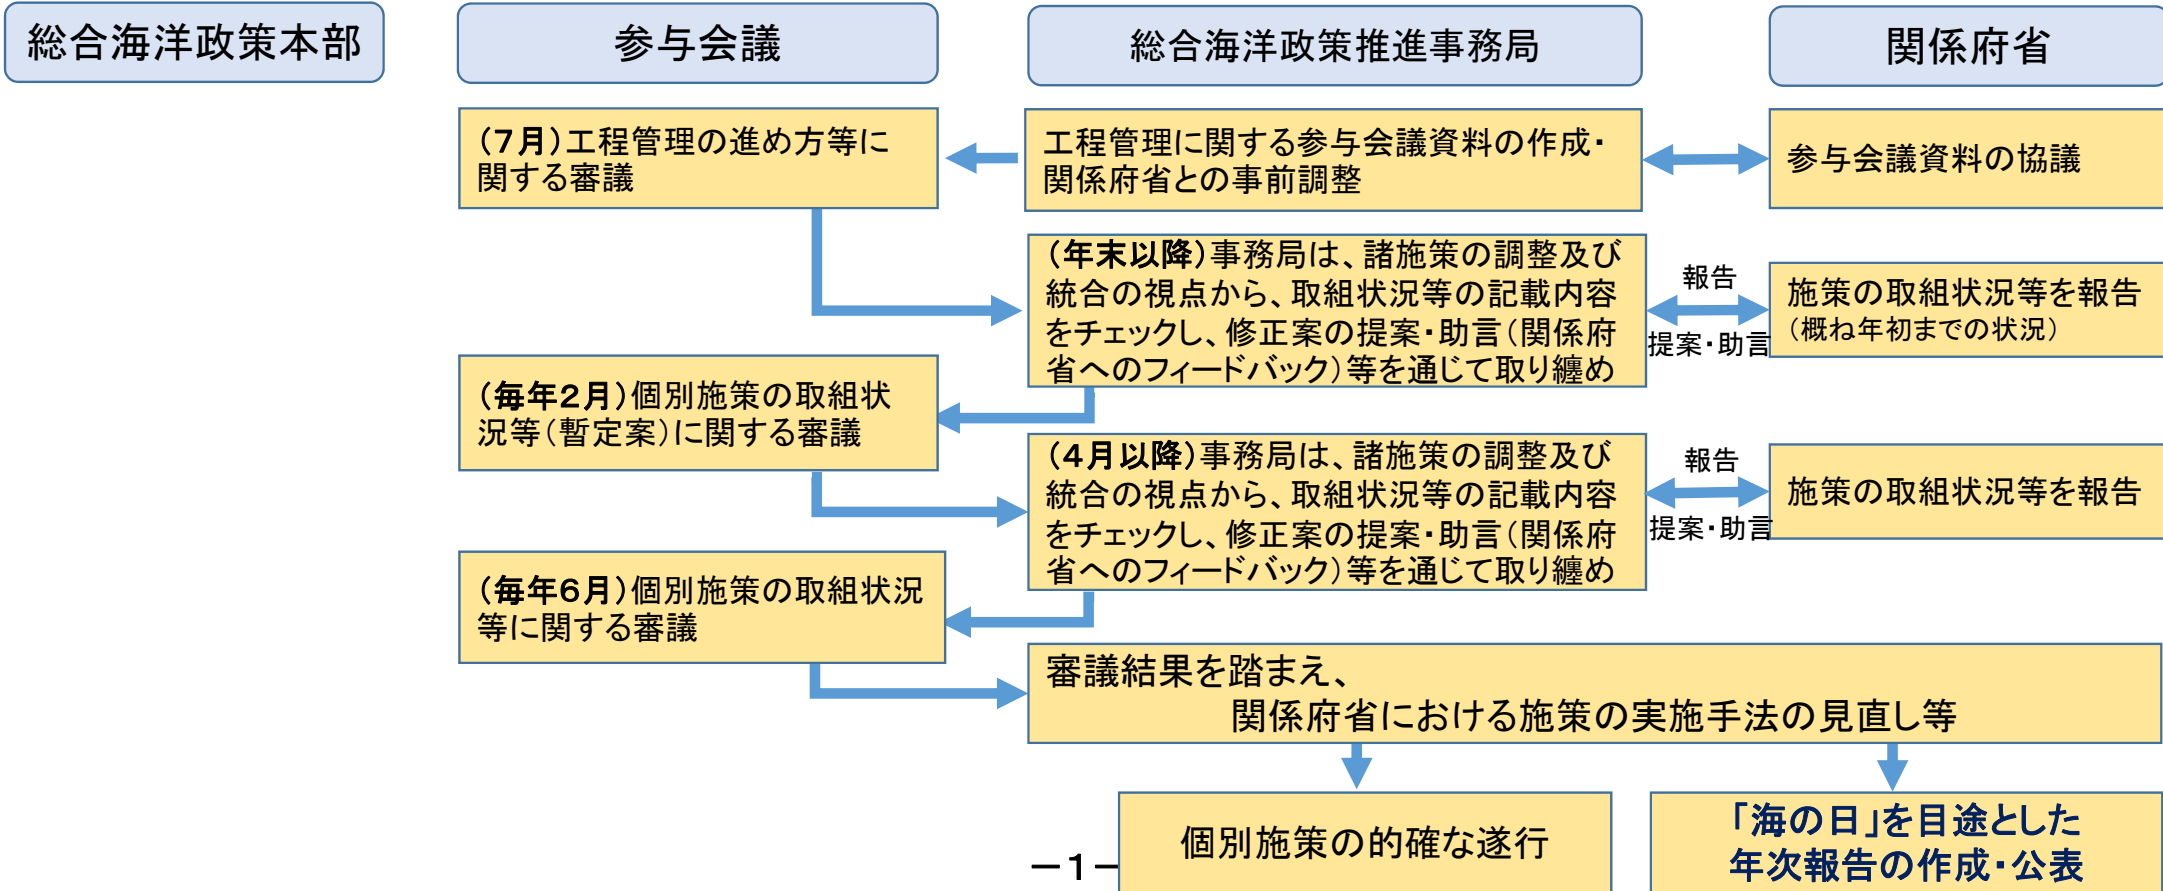 総合海洋政策本部
参与会議
総合海洋政策推進事務局
関係府省
(7月)工程管理の進め方等に
関する審議
工程管理に関する参与会議資料の作成・
関係府省との事前調整
参与会議資料の協議
(年末以降)事務局は、諸施策の調整及び
統合の視点から、取組状況等の記載内容
をチェックし、修正案の提案・助言(関係府
省へのフィードバック)等を通じて取り纏め
報告
提案・助言
施策の取組状況等を報告
(概ね年初までの状況)
(毎年2月)個別施策の取組状
況等(暫定案)に関する審議
(4月以降)事務局は、諸施策の調整及び
統合の視点から、取組状況等の記載内容
をチェックし、修正案の提案・助言(関係府
省へのフィードバック)等を通じて取り纏め
報告
提案・助言
施策の取組状況等を報告
(毎年6月)個別施策の取組状況
等に関する審議
審議結果を踏まえ、
関係府省における施策の実施手法の見直し等
個別施策の的確な遂行
「海の日」を目途とした
年次報告の作成・公表
-1-